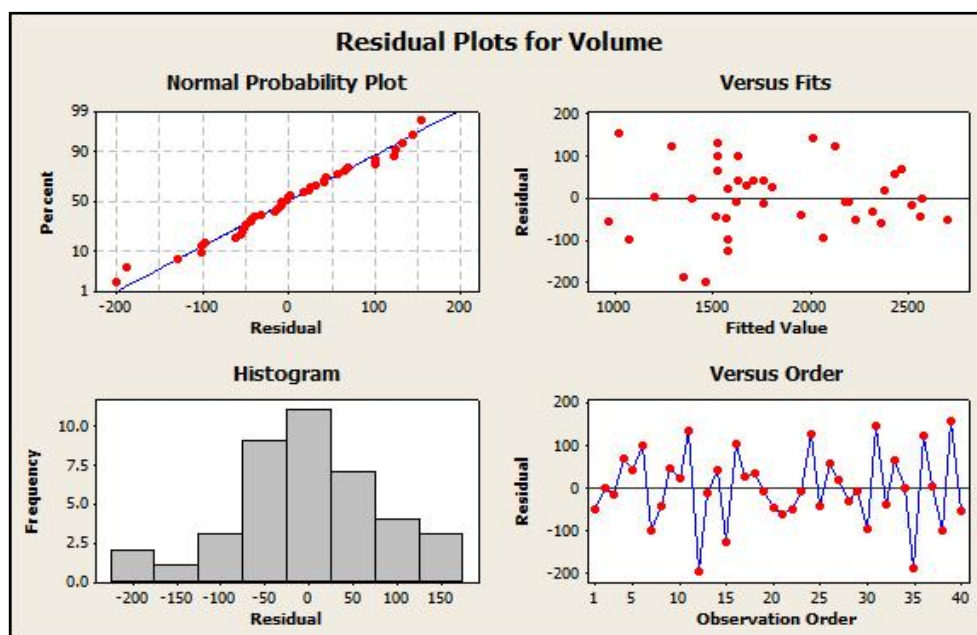 Residual Plots for Volume
Normal Probability Plot
Percent
99
90
50
10
1
-200 -100 0 100 200
Residual
Versus Fits
Residual
200
100
0
-100
-200
1000 1500 2000 2500
Fitted Value
Histogram
Frequency
10.0
7.5
5.0
2.5
0.0
-200 -150 -100 -50 0 50 100 150
Residual
Versus Order
Residual
200
100
0
-100
-200
1 5 10 15 20 25 30 35 40
Observation Order